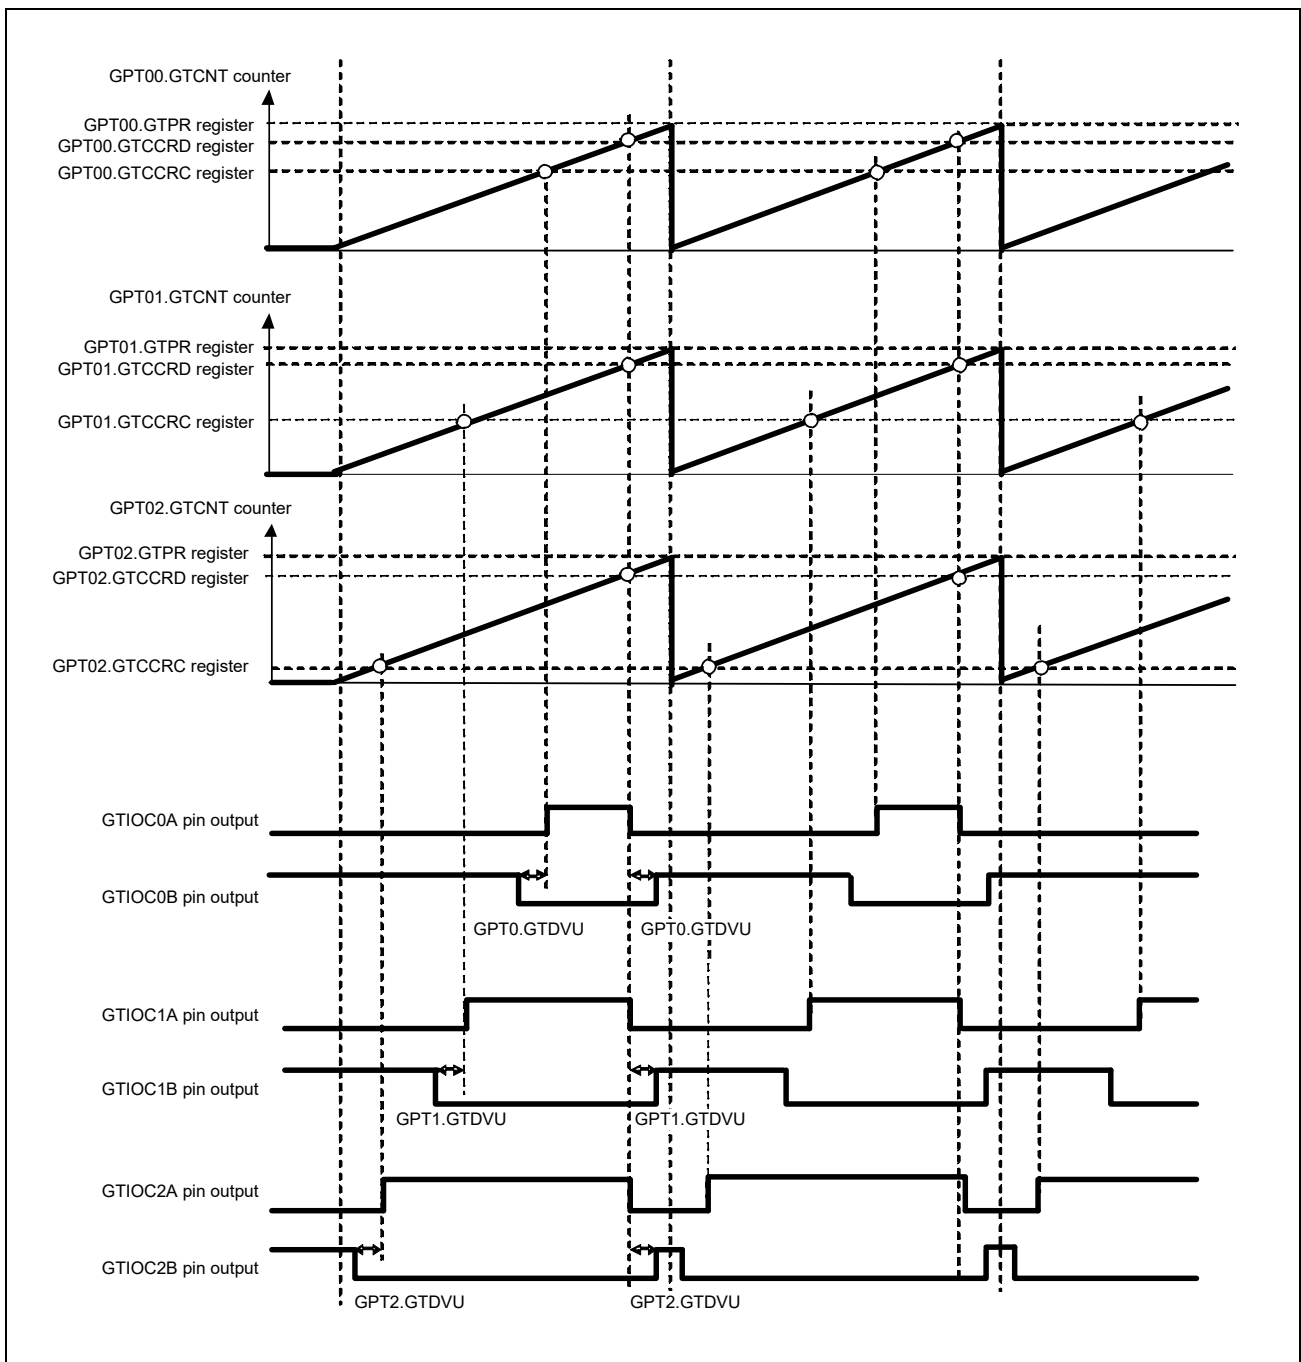 GPT00.GTCNT counter
GPT00.GTPR register
GPT00.GTCCRD register
GPT00.GTCCRC register
GPT01.GTCNT counter
GPT01.GTPR register
GPT01.GTCCRD register
GPT01.GTCCRC register
GPT02.GTCNT counter
GPT02.GTPR register
GPT02.GTCCRD register
GPT02.GTCCRC register
GTIOC0A pin output
GTIOC0B pin output
GPT0.GTDVU GPT0.GTDVU
GTIOC1A pin output
GTIOC1B pin output
GPT1.GTDVU GPT1.GTDVU
GTIOC2A pin output
GTIOC2B pin output
GPT2.GTDVU GPT2.GTDVU